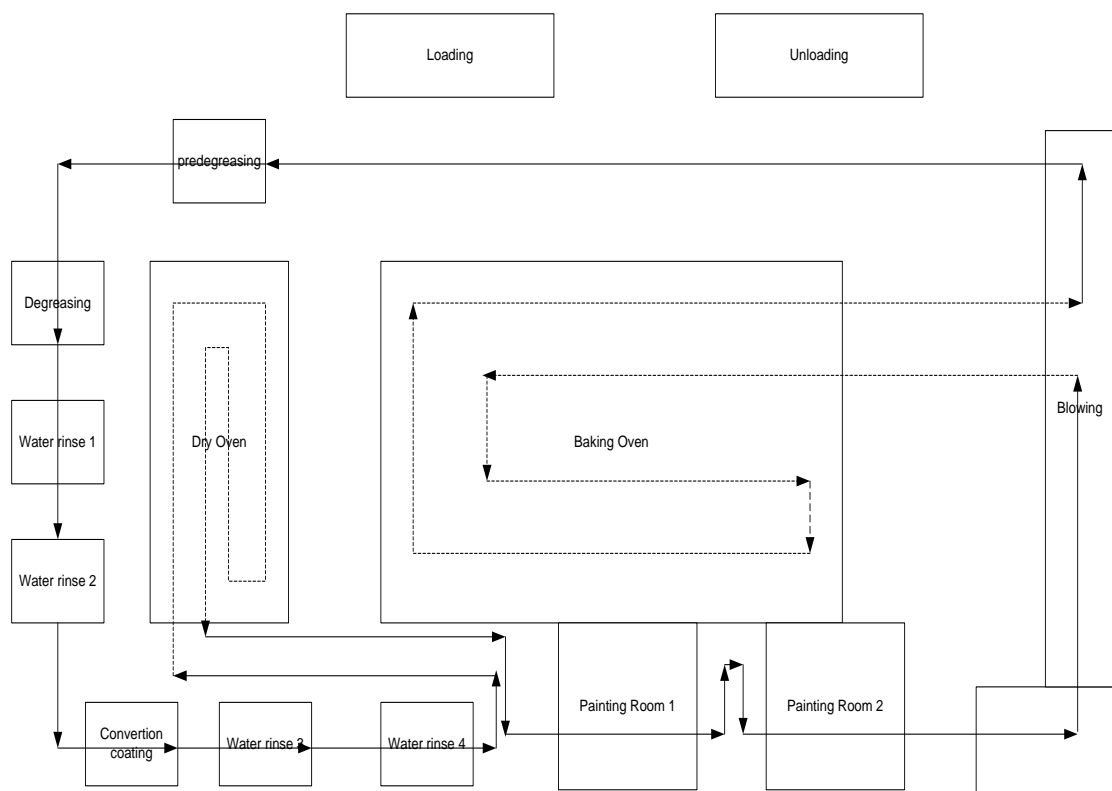 Loading
Unloading
predegreasing
Degreasing
Water rinse 1
Dry Oven
Baking Oven
Blowing
Water rinse 2
Painting Room 1
Painting Room 2
Convertion
coating
Water rinse 3
Water rinse 4